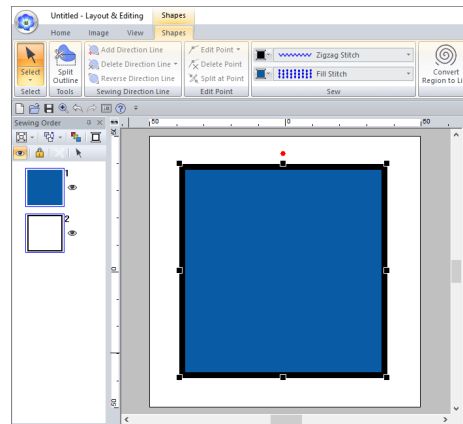 Untitled - Layout & Editing Shapes
Home Image View Shapes
Select
Split Outline
Add Direction Line
Delete Direction Line
Reverse Direction Line
Edit Point
Delete Point
Split at Point
Zigzag Stitch
Fill Stitch
Convert Region to Li
Select Tools Sewing Direction Line Edit Point Sew
Sewing Order
50 0 50
1
2
0
50